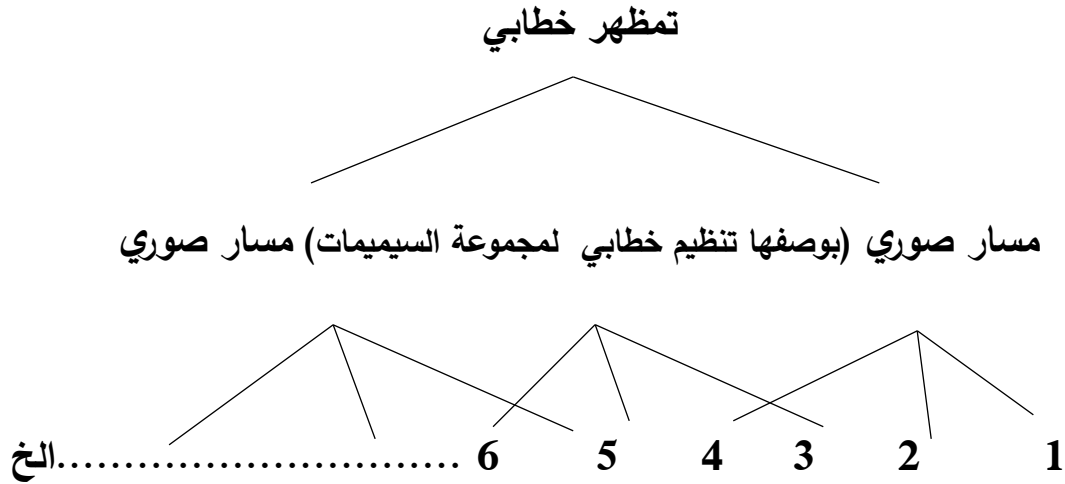 تمظهر خطابي
مسار صوري (بوصفها تنظيم خطابي لمجموعة السيميمات) مسار صوري
1 2 3 4 5 6 ..............................الخ